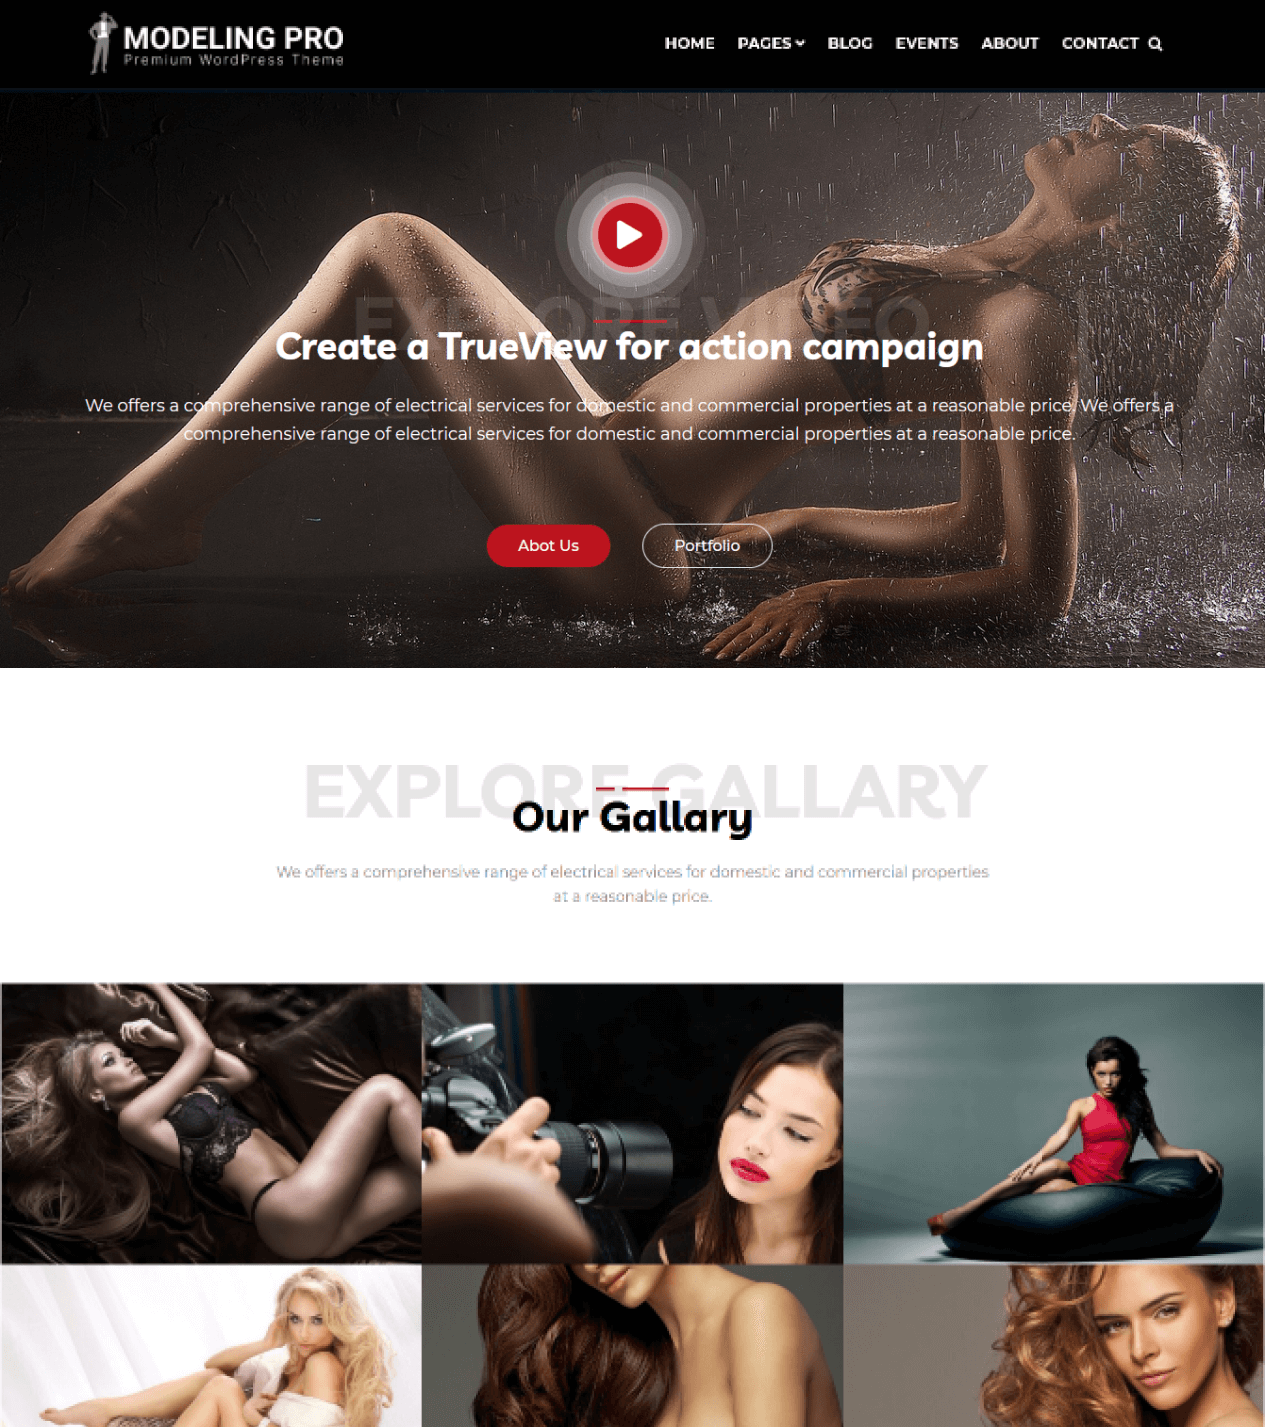 MODELING PRO
Premium WordPress Theme
HOME PAGES BLOG EVENTS ABOUT CONTACT
EXPLORE VIDEO
Create a TrueView for action campaign
We offers a comprehensive range of electrical services for domestic and commercial properties at a reasonable price. We offers a
comprehensive range of electrical services for domestic and commercial properties at a reasonable price.
Abot Us Portfolio
EXPLORE GALLARY
Our Gallary
We offers a comprehensive range of electrical services for domestic and commercial properties
at a reasonable price.